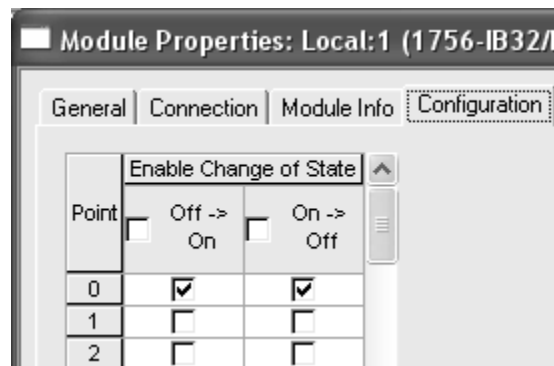 Module Properties: Local:1 (1756-IB32/
General Connection Module Info Configuration
Enable Change of State
Point Off -> On -> 
On Off
0
1
2